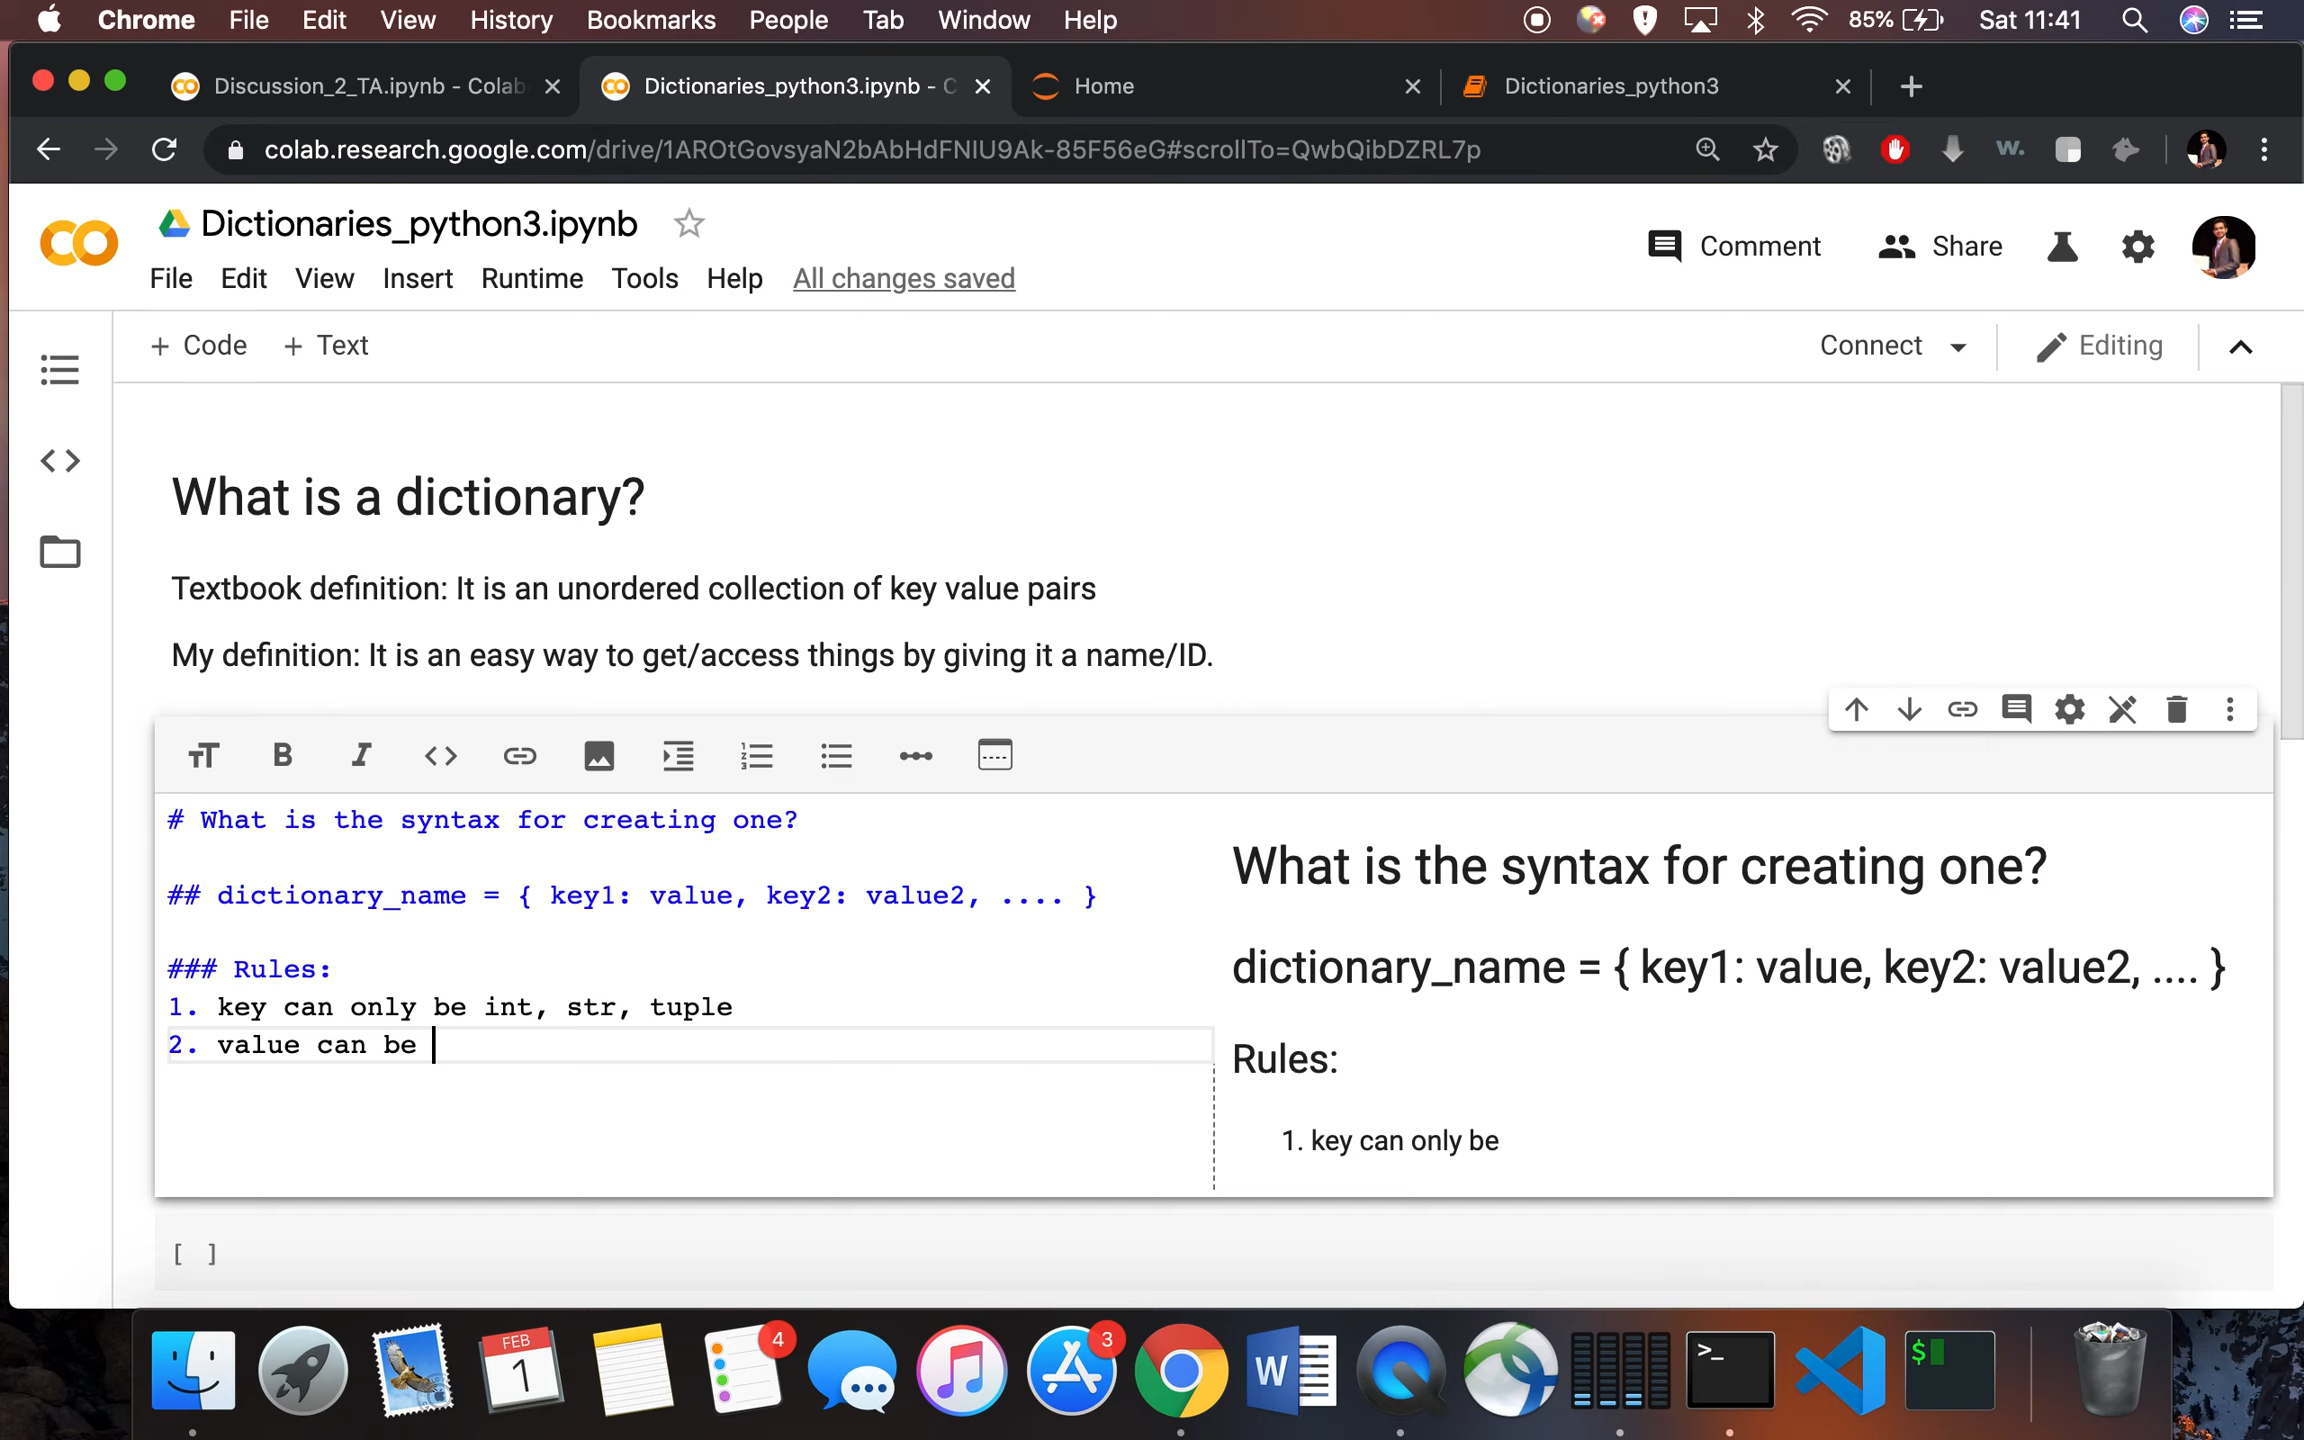 Chrome File Edit View History Bookmarks People Tab Window Help 85% Sat 11:41
Discussion_2_TA.ipynb - Colab Dictionaries_python3.ipynb - C Home Dictionaries_python3
colab.research.google.com/drive/1AROtGovsyaN2bAbHdFNIU9Ak-85F56eG#scrollTo=QwbQibDZRL7p w.
CO Dictionaries_python3.ipynb
Comment Share
File Edit View Insert Runtime Tools Help All changes saved
+ Code + Text Connect Editing
What is a dictionary?
Textbook definition: It is an unordered collection of key value pairs
My definition: It is an easy way to get/access things by giving it a name/ID.
# What is the syntax for creating one?
## dictionary_name = { key1: value, key2: value2, .... }
### Rules:
1. key can only be int, str, tuple
2. value can be
What is the syntax for creating one?
dictionary_name = { key1: value, key2: value2, .... }
Rules:
1. key can only be
[ ]
FEB
1
4
3
W
>_
$